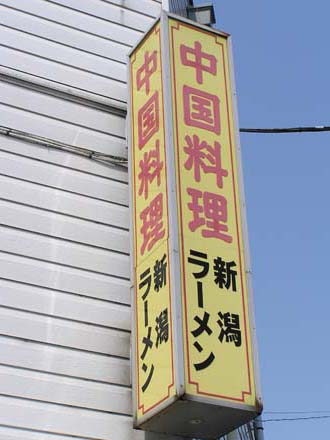 中国料理
新潟
ラーメン
中国料理
新潟
ラーメン